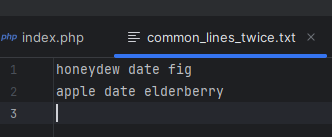 php index.php
common_lines_twice.txt ×
1 honeydew date fig
2 apple date elderberry
3